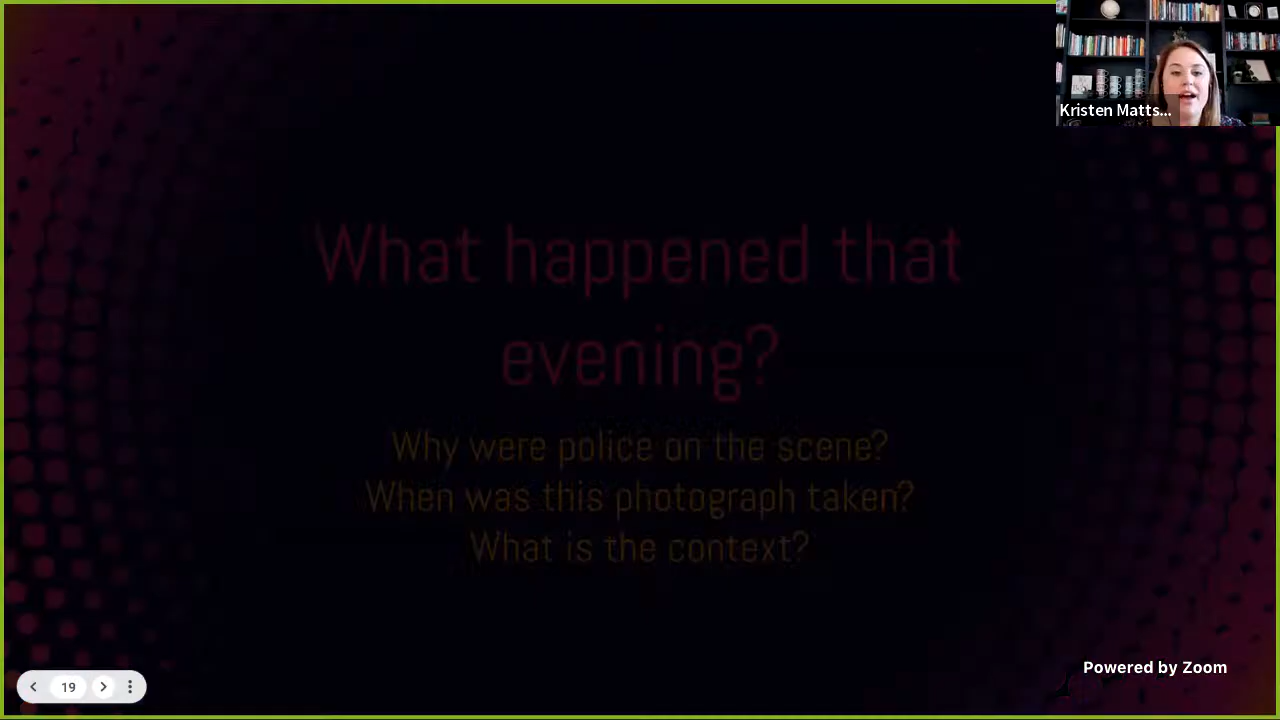 Kristen Matts...
What happened that
evening?
Why were police on the scene?
When was this photograph taken?
What is the context?
19
Powered by Zoom